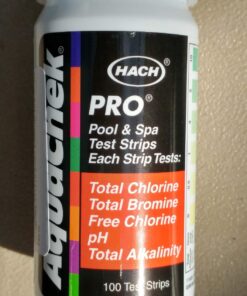 Aquachek®
HACH
PRO®
Pool & Spa
Test Strips
Each Strip Tests:
Total Chlorine
Total Bromine
Free Chlorine
pH
Total Alkalinity
100 Test Strips